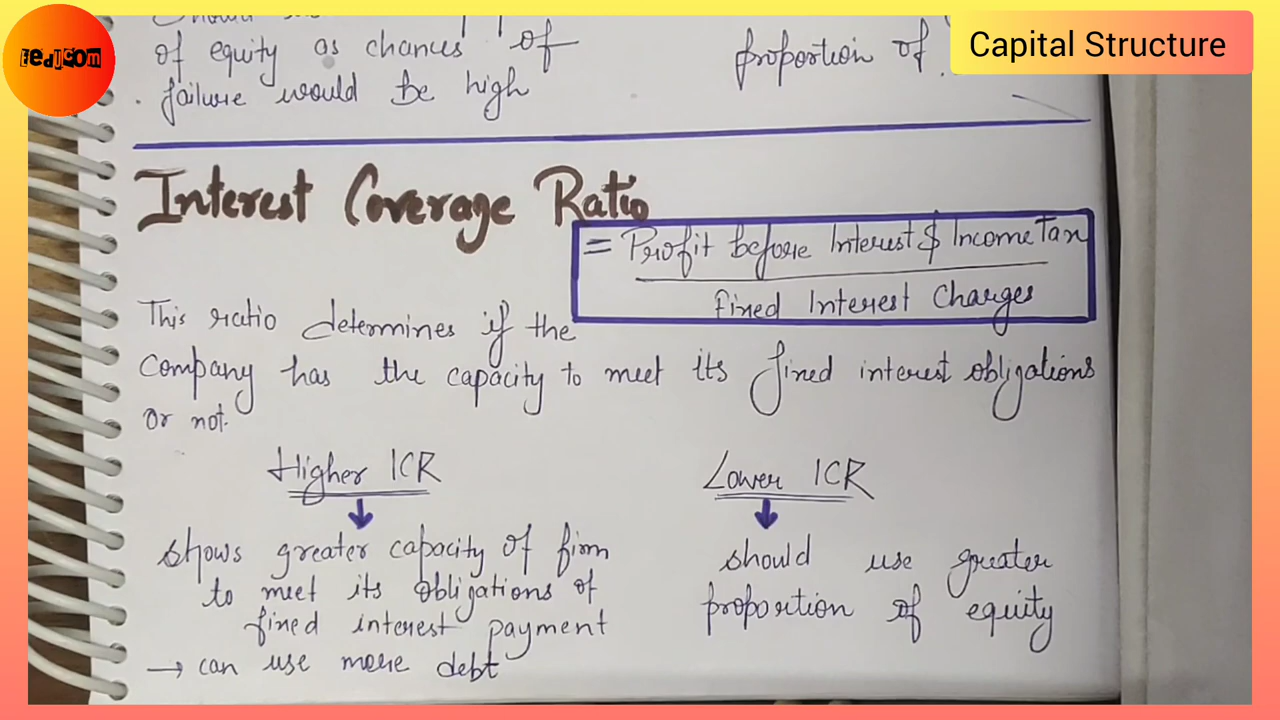 EeduCom
Capital Structure
of equity as chances of
failure would be high
proportion of
Interest Coverage Ratio
= Profit before Interest & Income Tax
Fixed Interest Charges
This ratio determines if the
company has the capacity to meet its fixed interest obligations
or not.
Higher ICR
Lower ICR
shows greater capacity of firm
to meet its obligations of
fixed interest payment
→ can use more debt
should use greater
proportion of equity